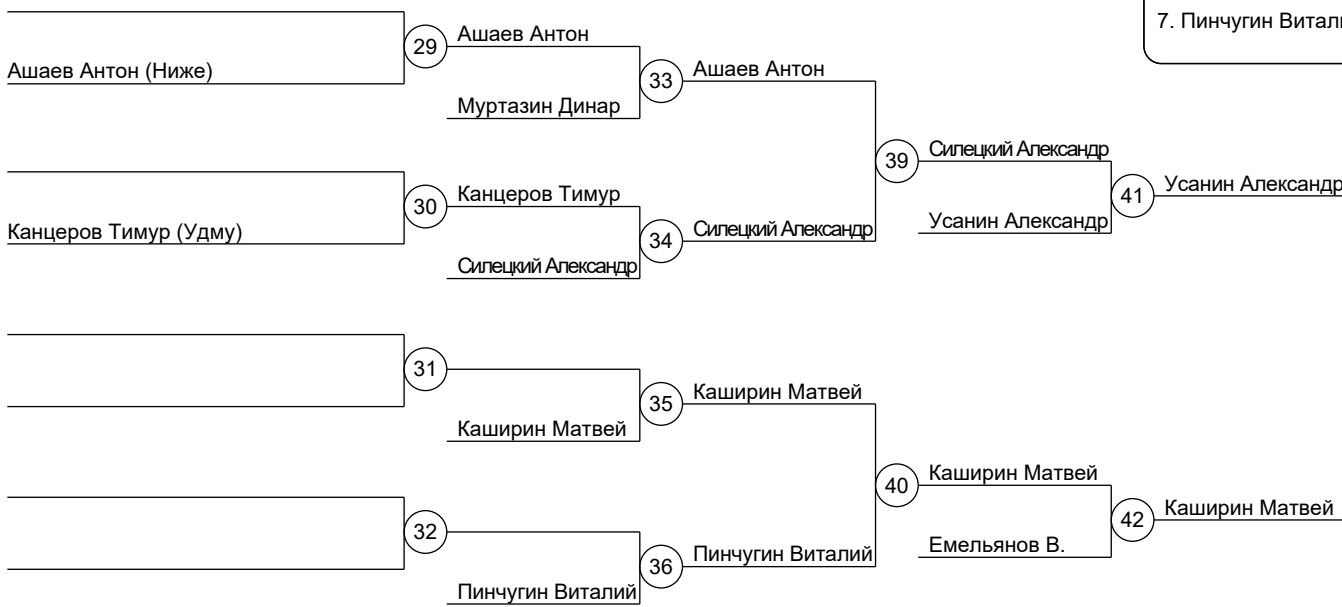 7. Пинчугин Витали
29
Ашаев Антон
Ашаев Антон (Ниже)
33
Ашаев Антон
Муртазин Динар
39
Силецкий Александр
30
Канцеров Тимур
41
Усанин Александр
Канцеров Тимур (Удму)
34
Силецкий Александр
Усанин Александр
Силецкий Александр
31
35
Каширин Матвей
Каширин Матвей
40
Каширин Матвей
32
42
Каширин Матвей
36
Пинчугин Виталий
Емельянов В.
Пинчугин Виталий